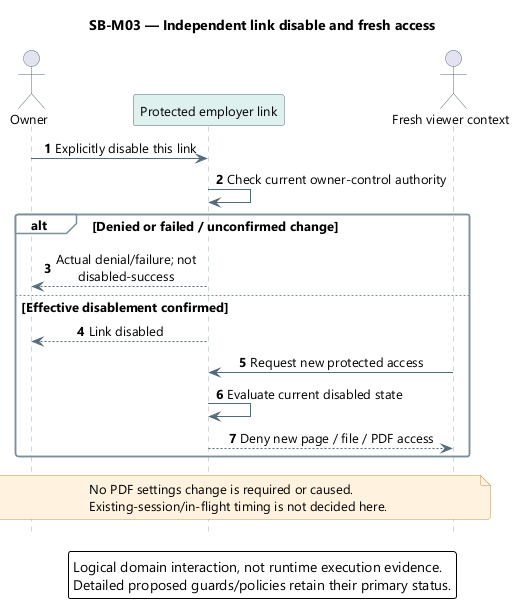 SB-M03 — Independent link disable and fresh access
Owner
Protected employer link
Fresh viewer context
1 Explicitly disable this link
2 Check current owner-control authority
alt [Denied or failed / unconfirmed change]
3 Actual denial/failure; not
disabled-success
[Effective disablement confirmed]
4 Link disabled
5 Request new protected access
6 Evaluate current disabled state
7 Deny new page / file / PDF access
No PDF settings change is required or caused.
Existing-session/in-flight timing is not decided here.
Logical domain interaction, not runtime execution evidence.
Detailed proposed guards/policies retain their primary status.